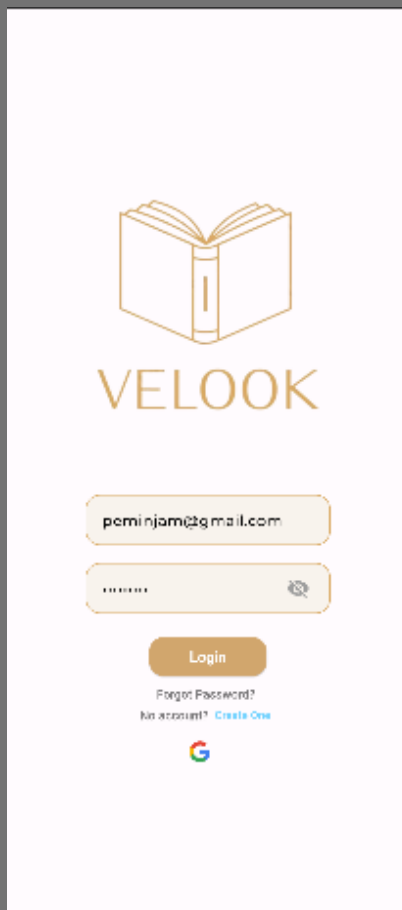 VELOOK
peminjam@gmail.com
........
Login
Forgot Password?
No account? Create One
G